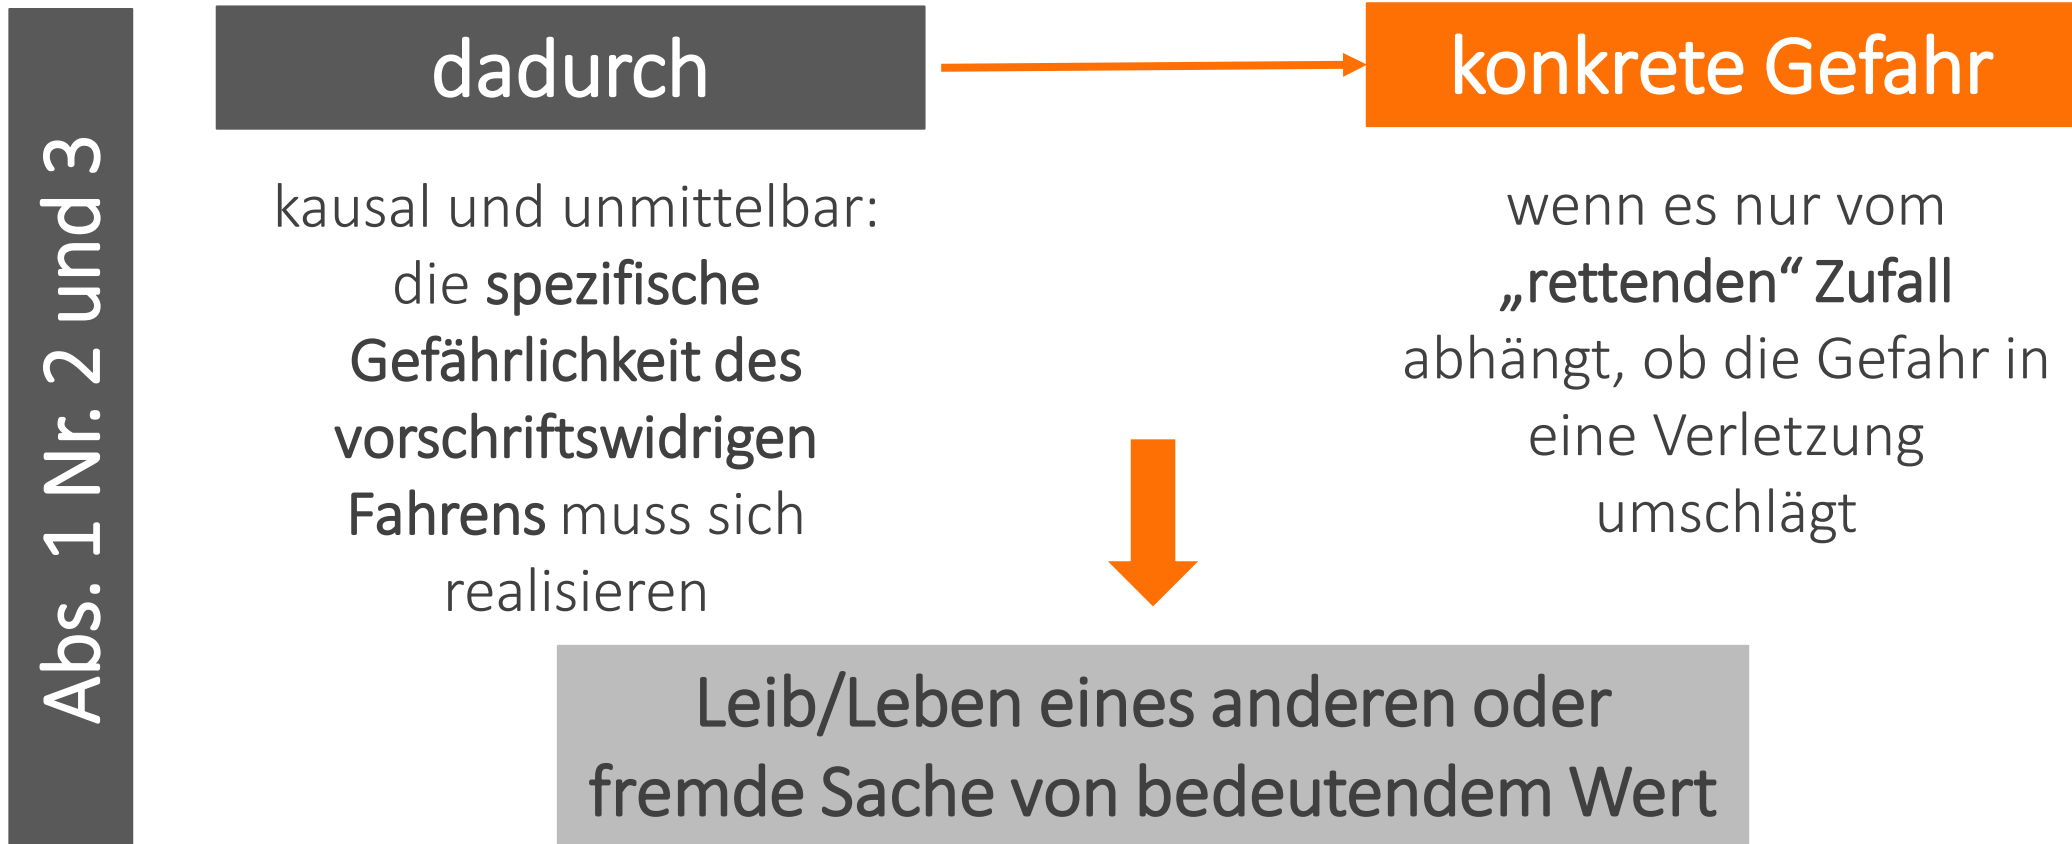 Abs. 1 Nr. 2 und 3
dadurch
kausal und unmittelbar:
die spezifische
Gefährlichkeit des
vorschriftswidrigen
Fahrens muss sich
realisieren
konkrete Gefahr
wenn es nur vom
„rettenden“ Zufall
abhängt, ob die Gefahr in
eine Verletzung
umschlägt
Leib/Leben eines anderen oder
fremde Sache von bedeutendem Wert